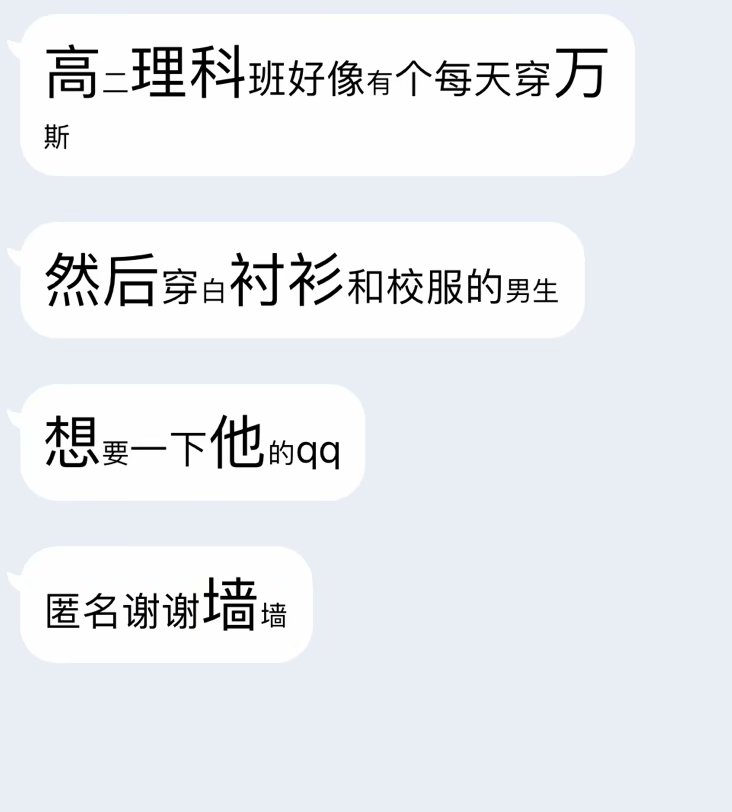 高二理科班好像有个每天穿万
斯
然后穿白衬衫和校服的男生
想要一下他的qq
匿名谢谢墙墙